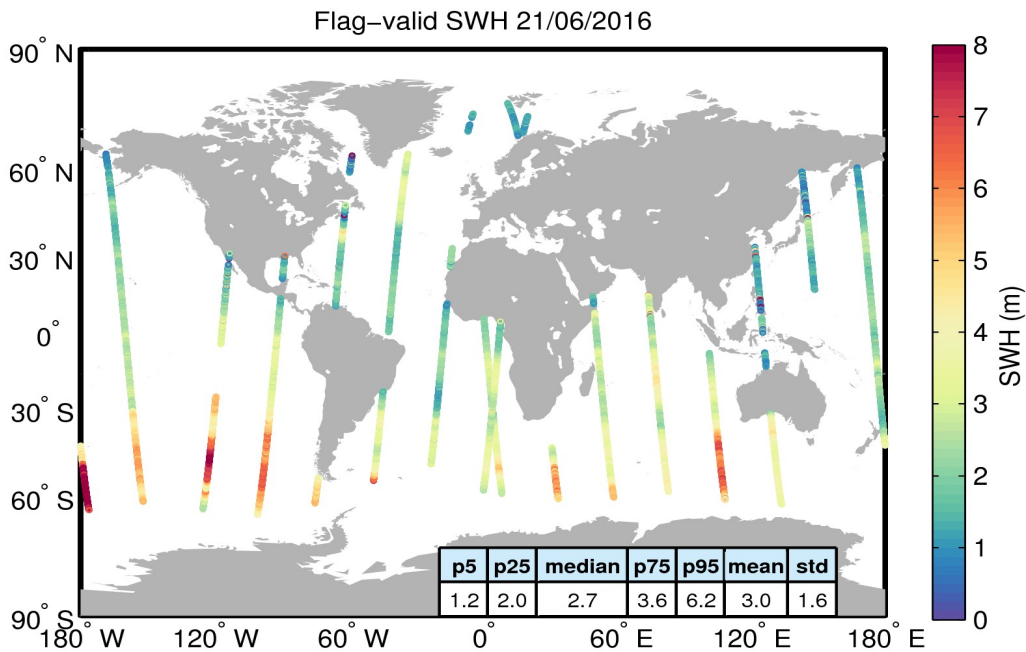 Flag−valid SWH 21/06/2016
90° N
60° N
30° N
0°
30° S
60° S
90° S
180° W
120° W
60° W
0°
60° E
120° E
180° E
p5 p25 median p75 p95 mean std
1.2 2.0 2.7 3.6 6.2 3.0 1.6
8
7
6
5
4
3
2
1
0
SWH (m)